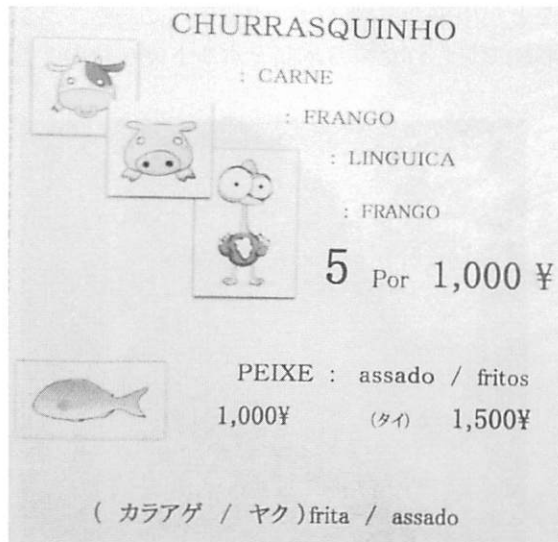 CHURRASQUINHO
: CARNE
: FRANGO
: LINGUICA
: FRANGO
5 Por 1,000 ¥
PEIXE : assado / fritos
1,000¥ (タイ) 1,500¥
( カラアゲ / ヤク )frita / assado